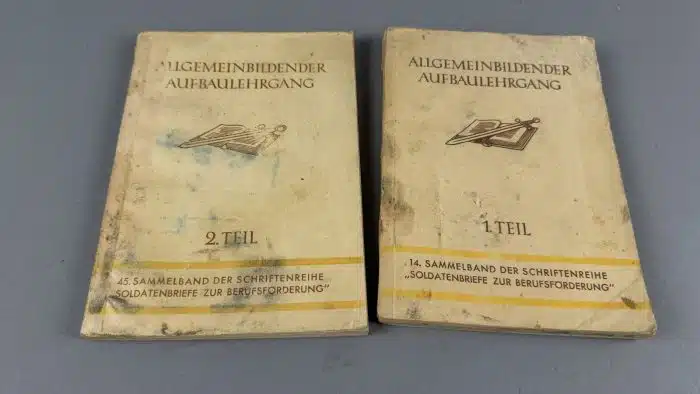 ALLGEMEINBILDENDER
AUFBAULEHRGANG
2. TEIL
45. SAMMELBAND DER SCHRIFTENREIHE
„SOLDATENBRIEFE ZUR BERUFSFÖRDERUNG"
ALLGEMEINBILDENDER
AUFBAULEHRGANG
1. TEIL
14. SAMMELBAND DER SCHRIFTENREIHE
„SOLDATENBRIEFE ZUR BERUFSFÖRDERUNG"